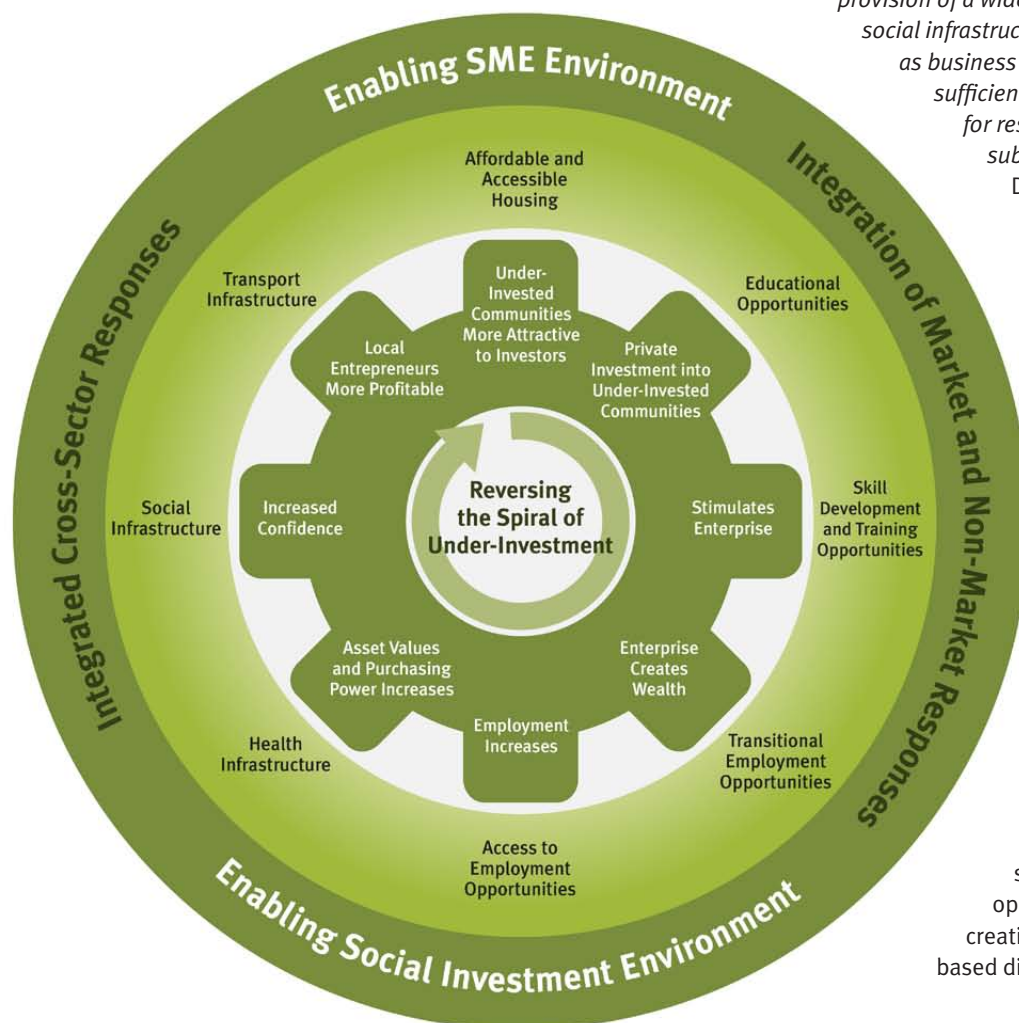 provision of a wide
social infrastruc
as business
sufficien
for res
sub
D
Enabling SME Environment
Integration of Market and Non-Market Responses
Enabling Social Investment Environment
Integrated Cross-Sector Responses
Affordable and
Accessible
Housing
Educational
Opportunities
Skill
Development
and Training
Opportunities
Transitional
Employment
Opportunities
Access to
Employment
Opportunities
Health
Infrastructure
Social
Infrastructure
Transport
Infrastructure
Under-
Invested
Communities
More Attractive
to Investors
Private
Investment into
Under-Invested
Communities
Stimulates
Enterprise
Enterprise
Creates
Wealth
Employment
Increases
Asset Values
and Purchasing
Power Increases
Increased
Confidence
Local
Entrepreneurs
More Profitable
Reversing
the Spiral of
Under-Investment
s
op
creati
based di